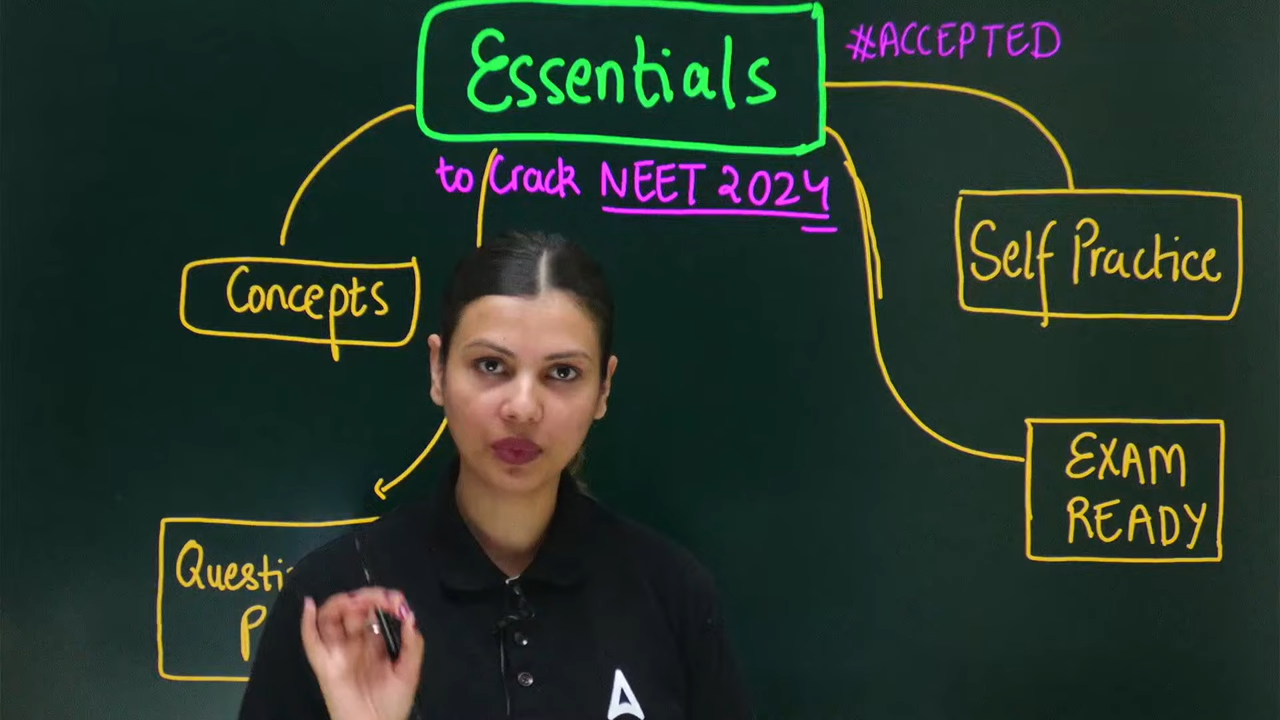 Essentials
#ACCEPTED
to Crack NEET 2024
Concepts
Self Practice
EXAM
READY